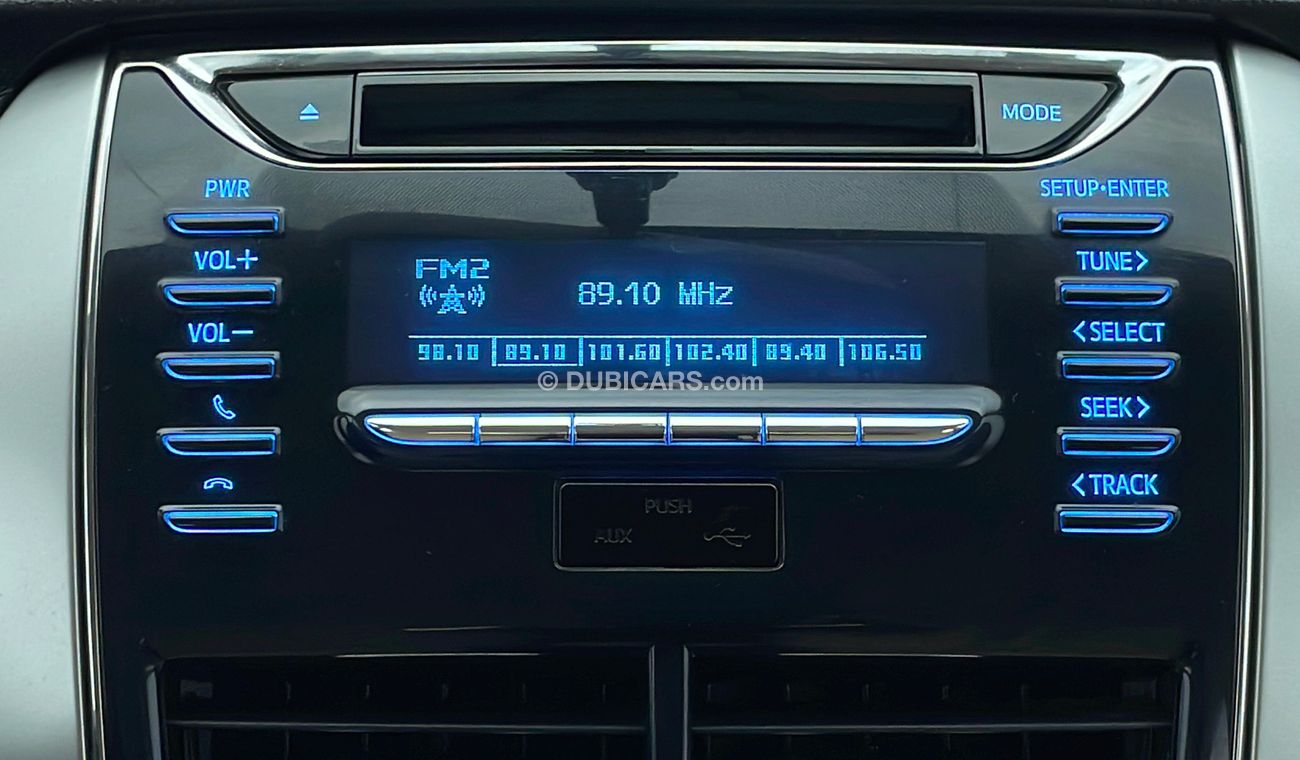 MODE
PWR
SETUP•ENTER
VOL+
TUNE>
FM2
89.10 MHz
VOL−
<SELECT
98.10 89.10 101.60 102.40 89.40 106.50
© DUBICARS.com
SEEK>
<TRACK
PUSH
AUX